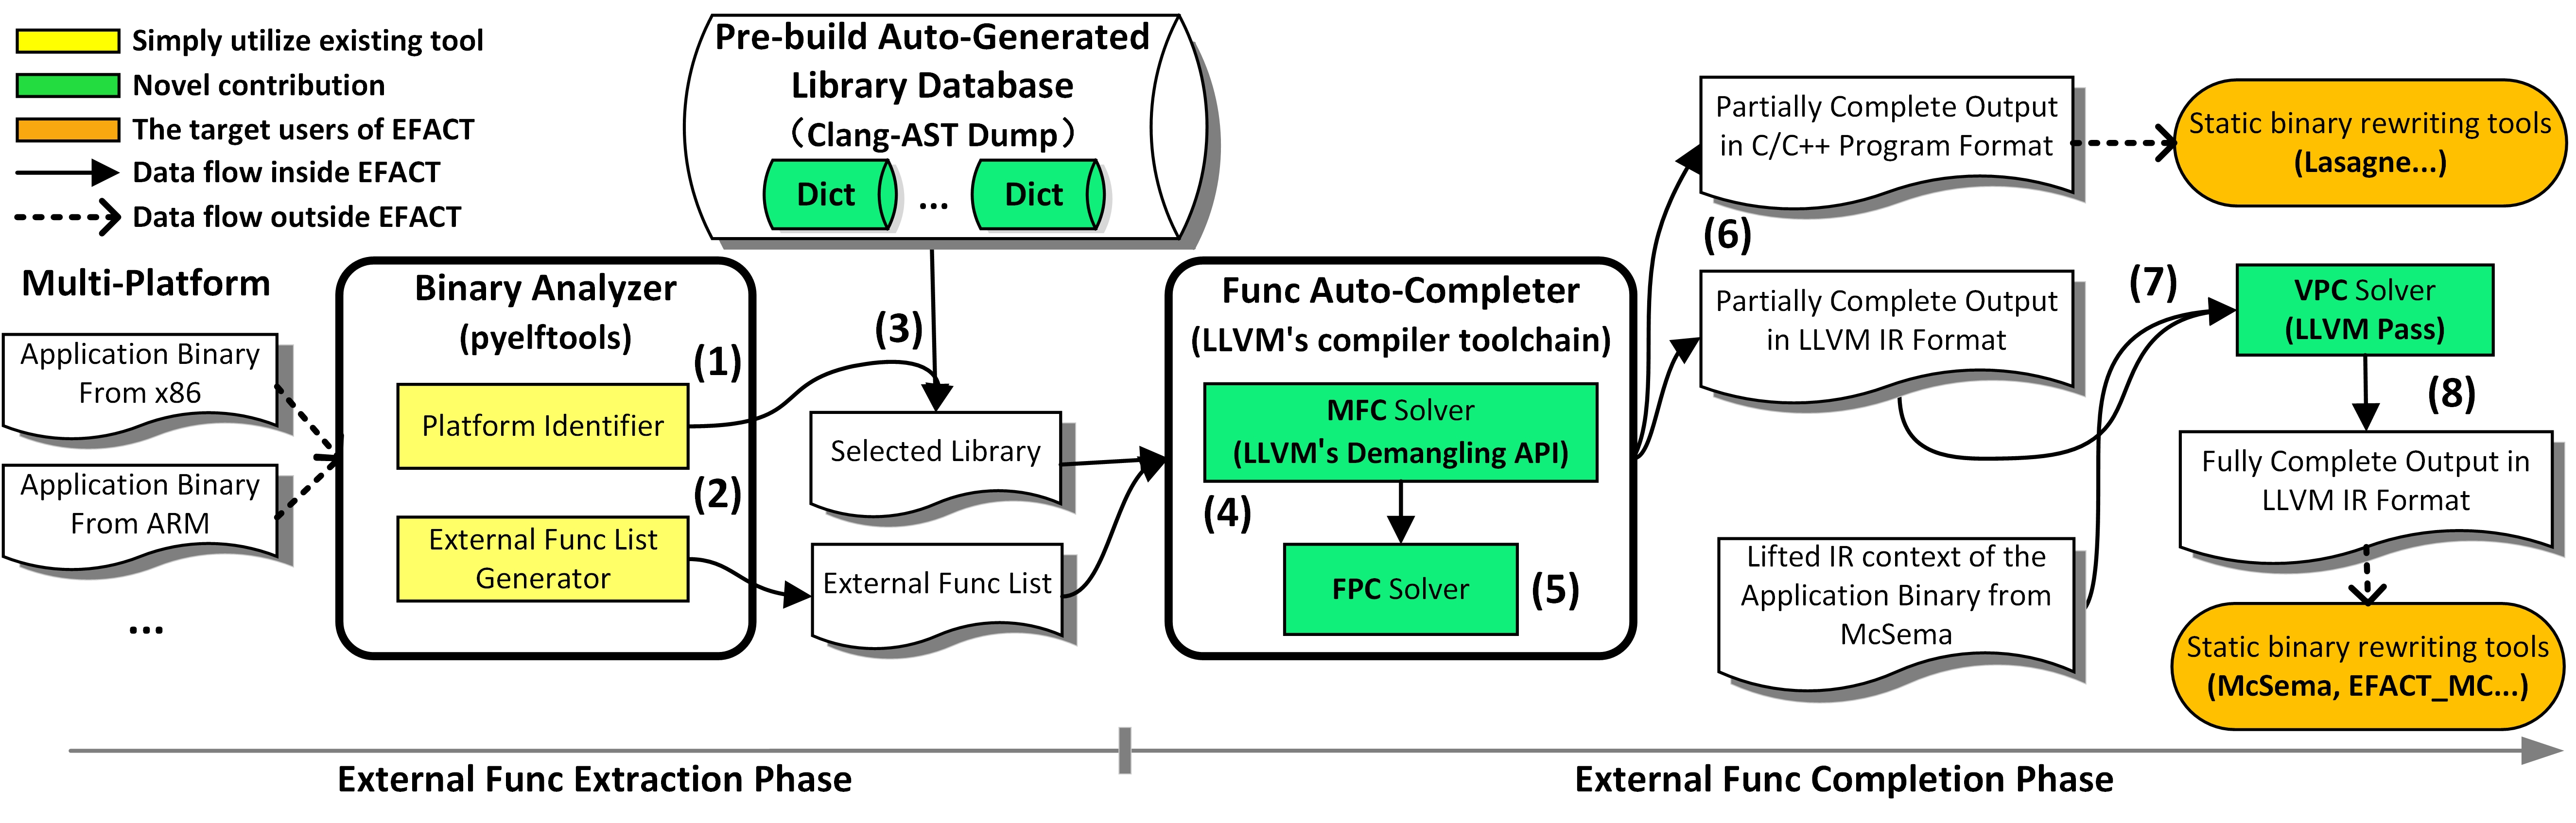 Simply utilize existing tool
Novel contribution
The target users of EFACT
Data flow inside EFACT
Data flow outside EFACT
Multi-Platform
Application Binary
From x86
Application Binary
From ARM
...
Binary Analyzer
(pyelftools)
(1)
Platform Identifier
(2)
External Func List
Generator
Pre-build Auto-Generated
Library Database
（Clang-AST Dump）
Dict
...
Dict
(3)
Selected Library
External Func List
Func Auto-Completer
(LLVM's compiler toolchain)
MFC Solver
(LLVM's Demangling API)
(4)
FPC Solver
(5)
Partially Complete Output
in C/C++ Program Format
(6)
Partially Complete Output
in LLVM IR Format
Lifted IR context of the
Application Binary from
McSema
Static binary rewriting tools
(Lasagne...)
(7)
VPC Solver
(LLVM Pass)
(8)
Fully Complete Output in
LLVM IR Format
Static binary rewriting tools
(McSema, EFACT_MC...)
External Func Extraction Phase
External Func Completion Phase